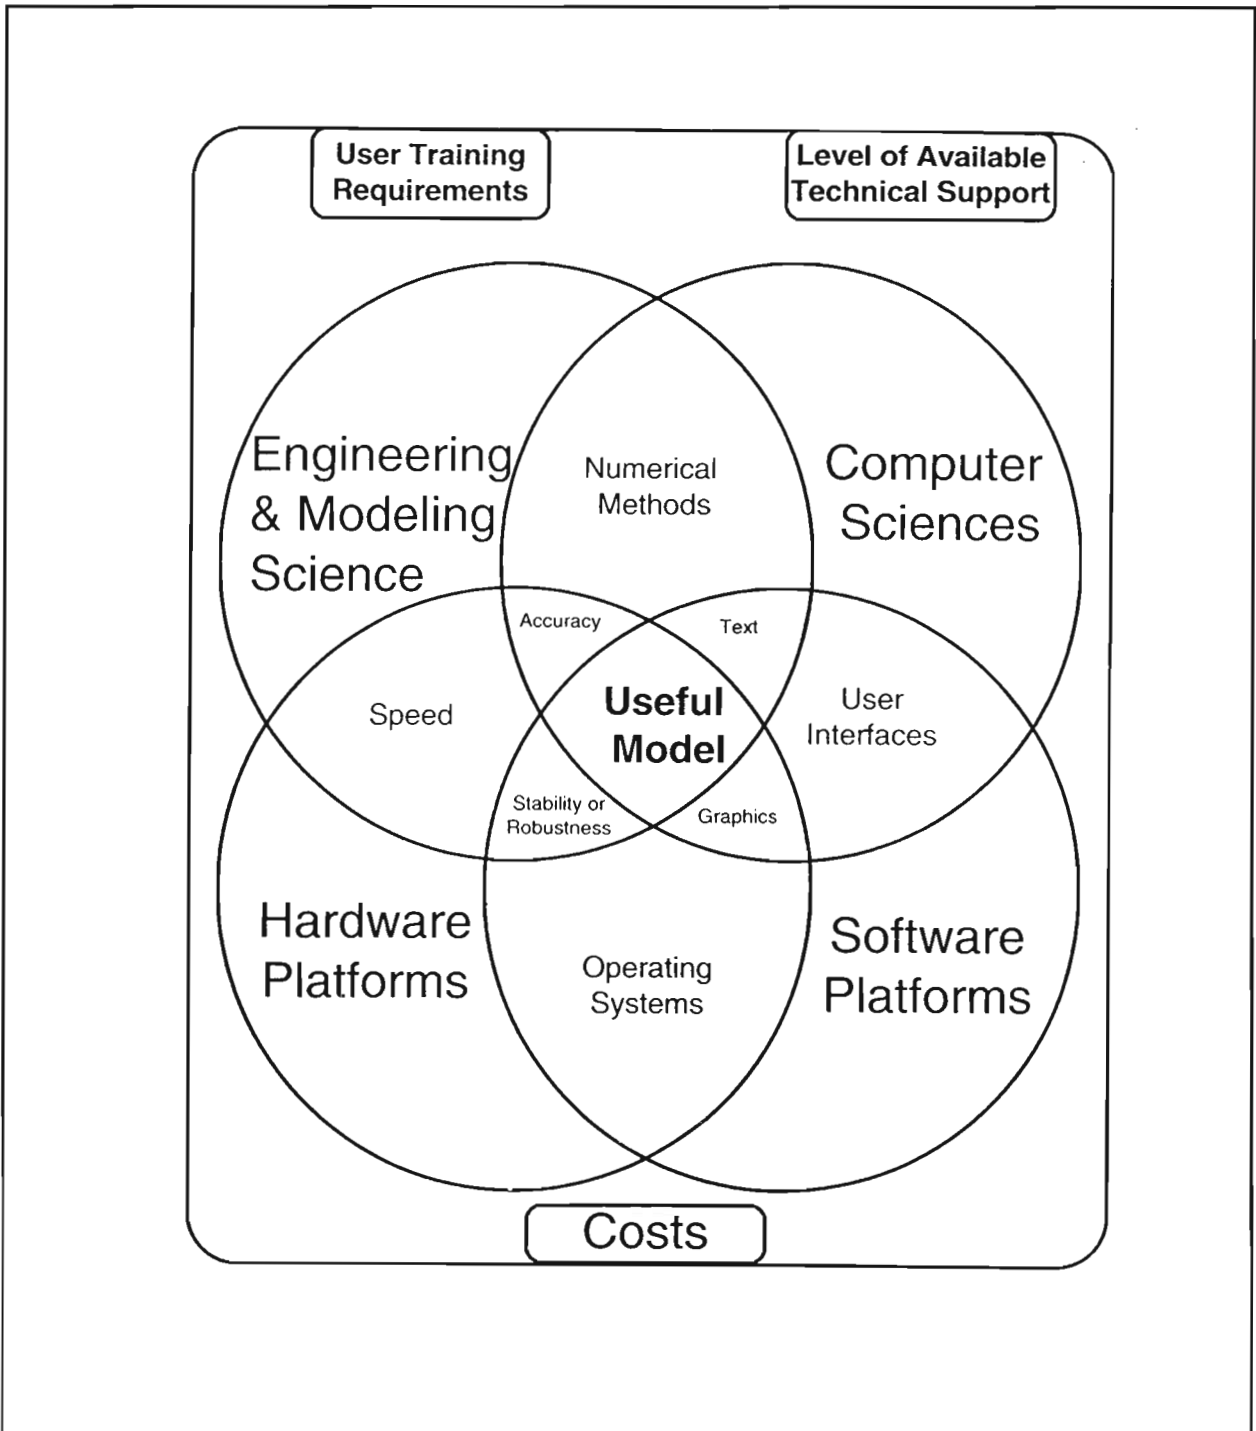 User Training
Requirements
Level of Available
Technical Support
Engineering
& Modeling
Science
Numerical
Methods
Computer
Sciences
Accuracy
Text
Speed
Useful
Model
User
Interfaces
Stability or
Robustness
Graphics
Hardware
Platforms
Operating
Systems
Software
Platforms
Costs